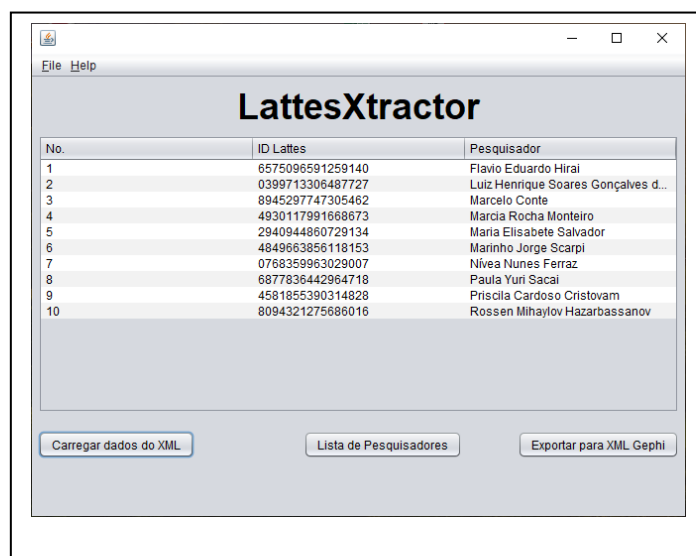 File Help
LattesXtractor
No. ID Lattes Pesquisador
1 6575096591259140 Flavio Eduardo Hirai
2 0399713306487727 Luiz Henrique Soares Gonçalves d...
3 8945297747305462 Marcelo Conte
4 4930117991668673 Marcia Rocha Monteiro
5 2940944860729134 Maria Elisabete Salvador
6 4849663856118153 Marinho Jorge Scarpi
7 0768359963029007 Nívea Nunes Ferraz
8 6877836442964718 Paula Yuri Sacai
9 4581855390314828 Priscila Cardoso Cristovam
10 8094321275686016 Rossen Mihaylov Hazarbassanov
Carregar dados do XML Lista de Pesquisadores Exportar para XML Gephi